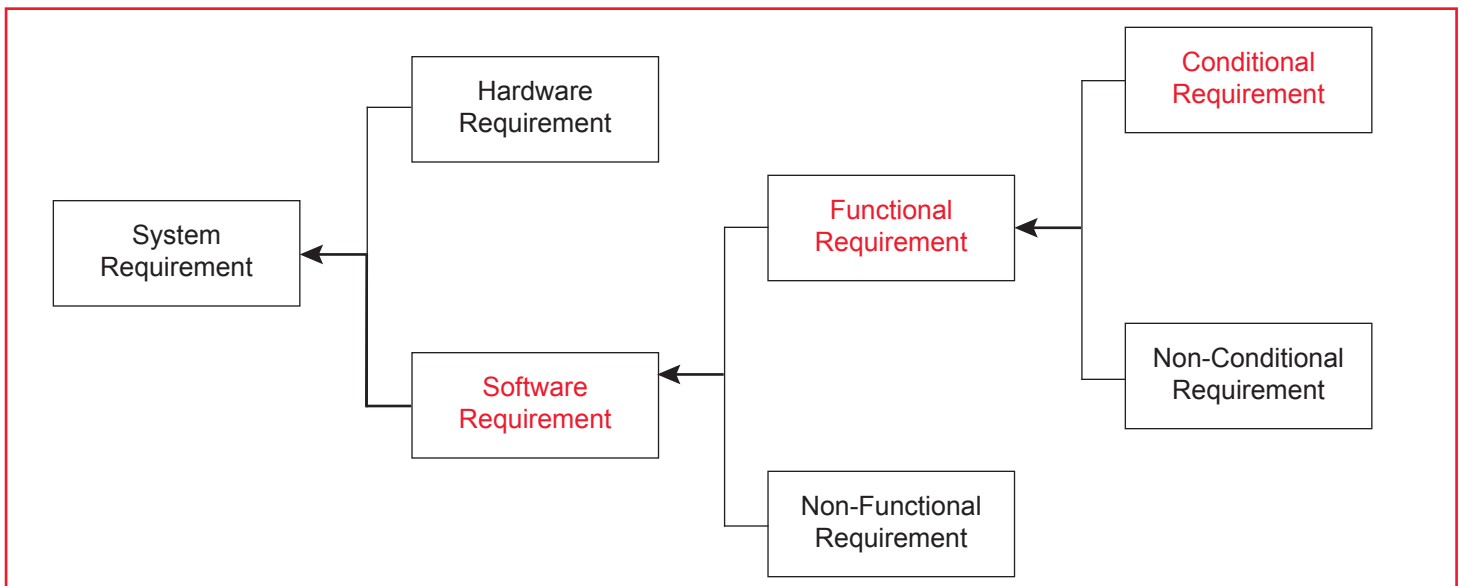 Hardware
Requirement
Conditional
Requirement
System
Requirement
Functional
Requirement
Software
Requirement
Non-Conditional
Requirement
Non-Functional
Requirement